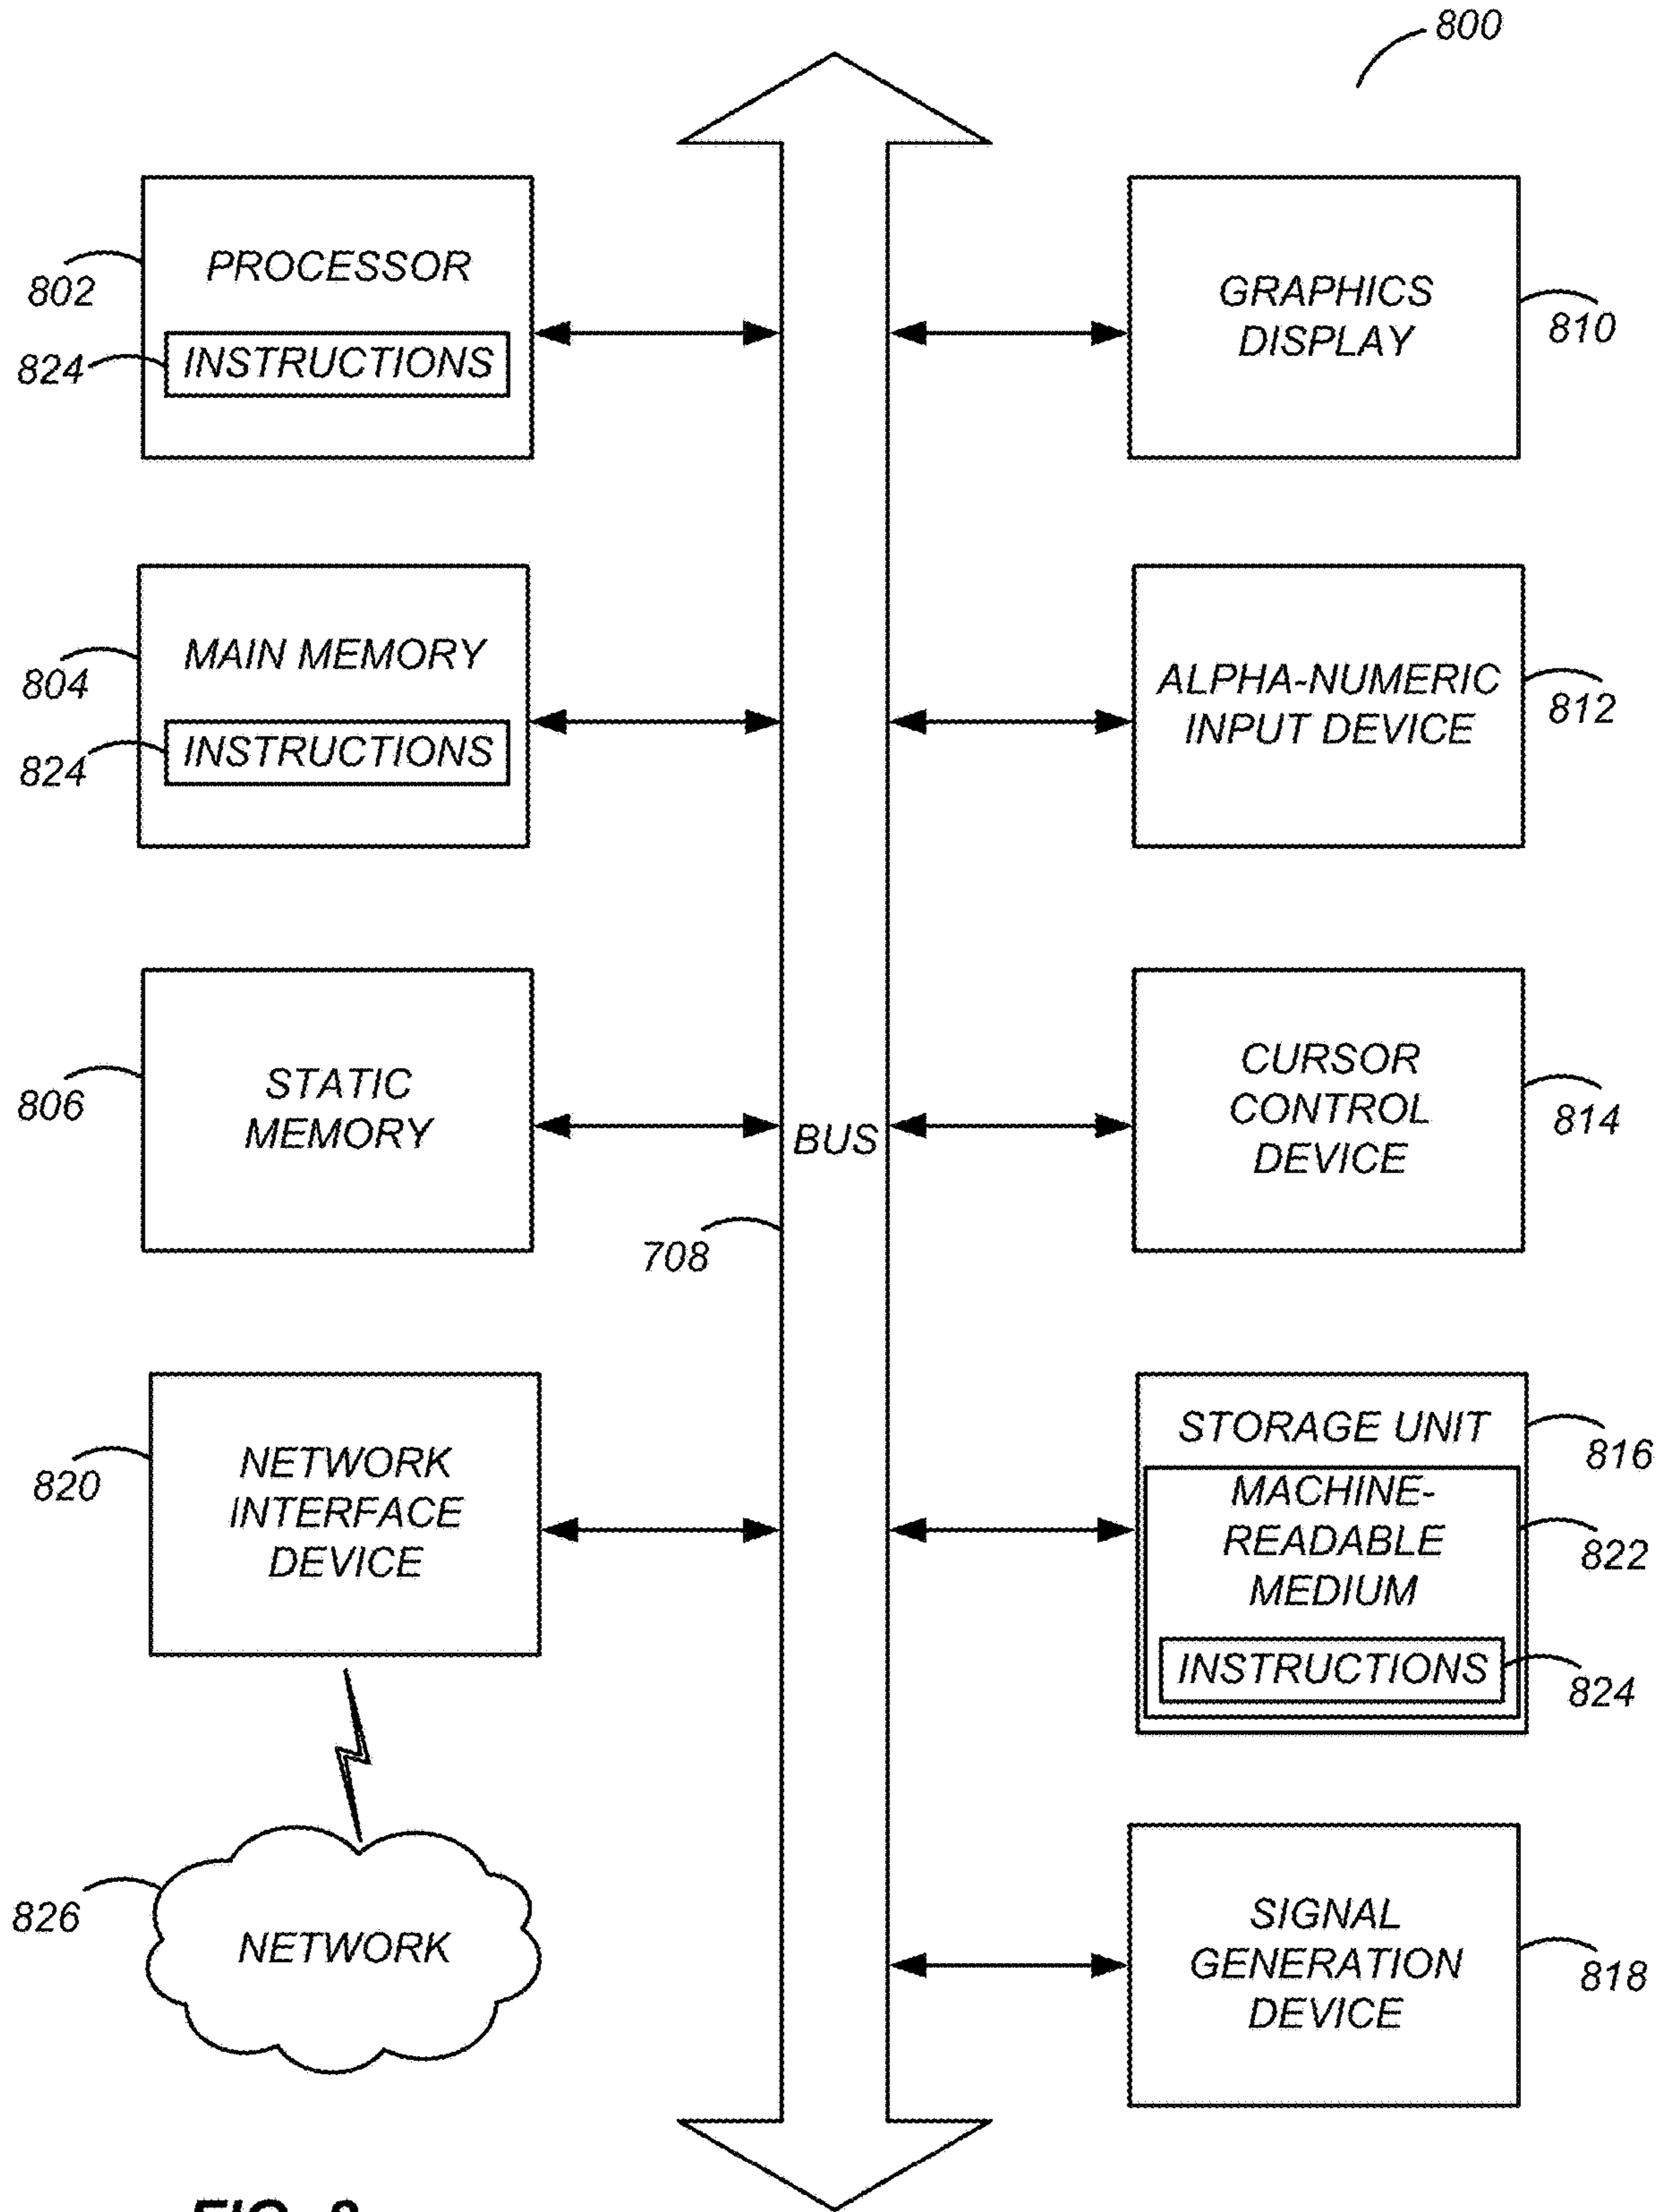 800
PROCESSOR
802
824
INSTRUCTIONS
GRAPHICS
DISPLAY
810
MAIN MEMORY
804
824
INSTRUCTIONS
ALPHA-NUMERIC
INPUT DEVICE
812
STATIC
MEMORY
806
BUS
708
CURSOR
CONTROL
DEVICE
814
NETWORK
INTERFACE
DEVICE
820
STORAGE UNIT
816
MACHINE-
READABLE
MEDIUM
822
INSTRUCTIONS
824
826
NETWORK
SIGNAL
GENERATION
DEVICE
818